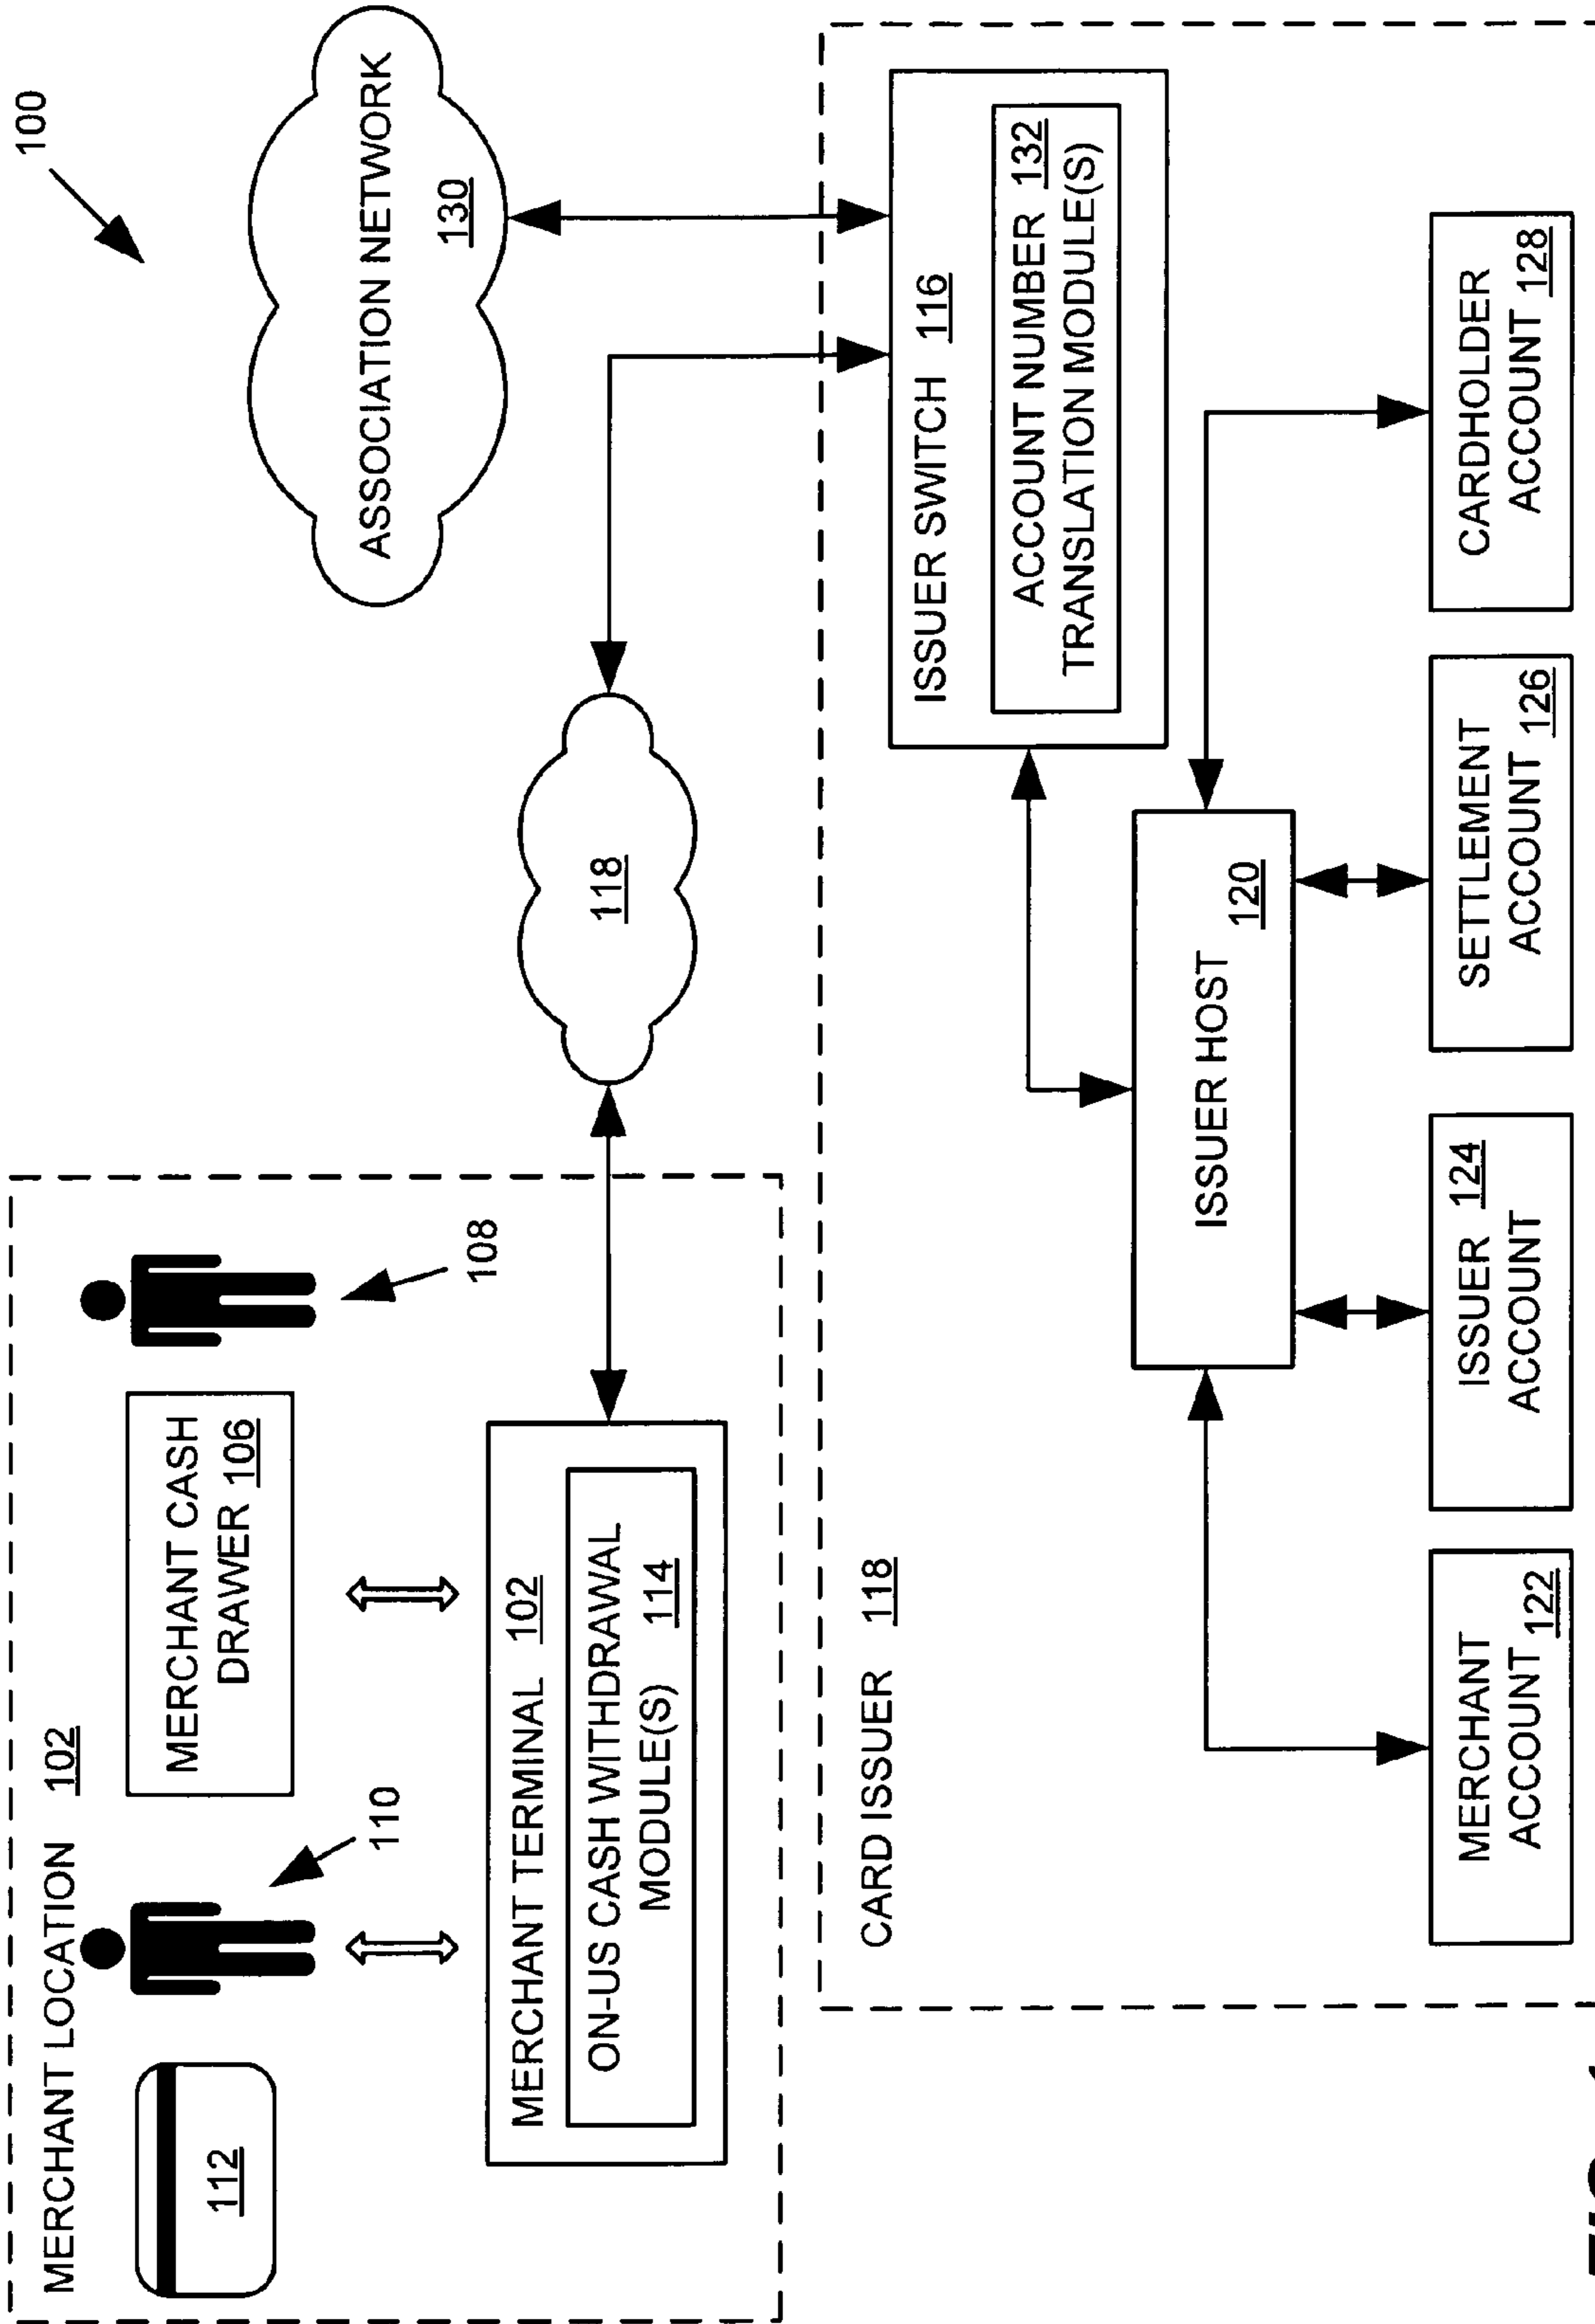 100
MERCHANT LOCATION 102
112
110
MERCHANT CASH
DRAWER 106
108
MERCHANT TERMINAL 102
ON-US CASH WITHDRAWAL
MODULE(S) 114
118
ASSOCIATION NETWORK
130
CARD ISSUER 118
ISSUER SWITCH 116
ACCOUNT NUMBER 132
TRANSLATION MODULE(S)
ISSUER HOST
120
MERCHANT
ACCOUNT 122
ISSUER 124
ACCOUNT
SETTLEMENT
ACCOUNT 126
CARDHOLDER
ACCOUNT 128